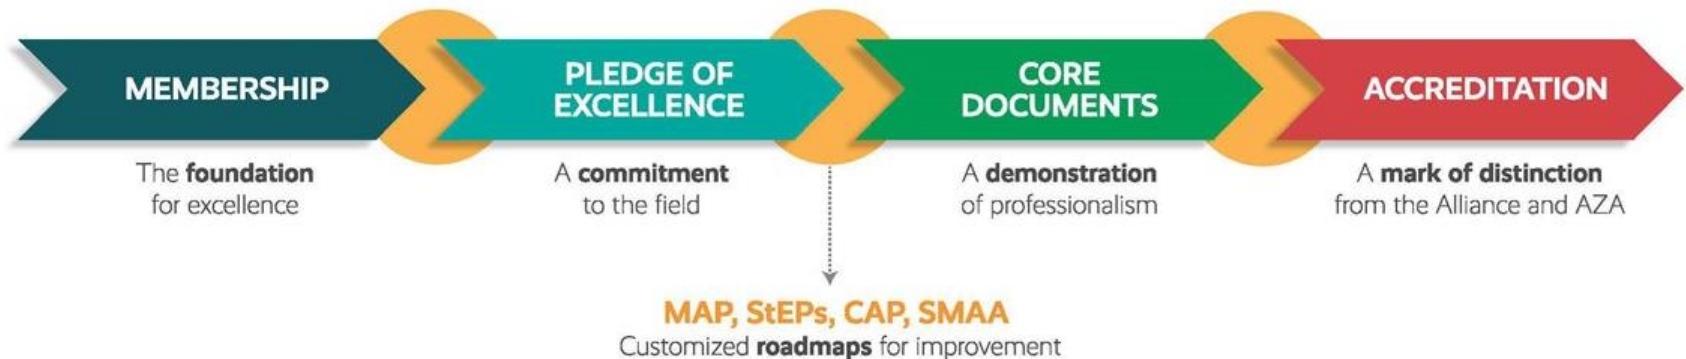 MEMBERSHIP
The foundation
for excellence
PLEDGE OF
EXCELLENCE
A commitment
to the field
CORE
DOCUMENTS
A demonstration
of professionalism
ACCREDITATION
A mark of distinction
from the Alliance and AZA
MAP, StEPs, CAP, SMAA
Customized roadmaps for improvement